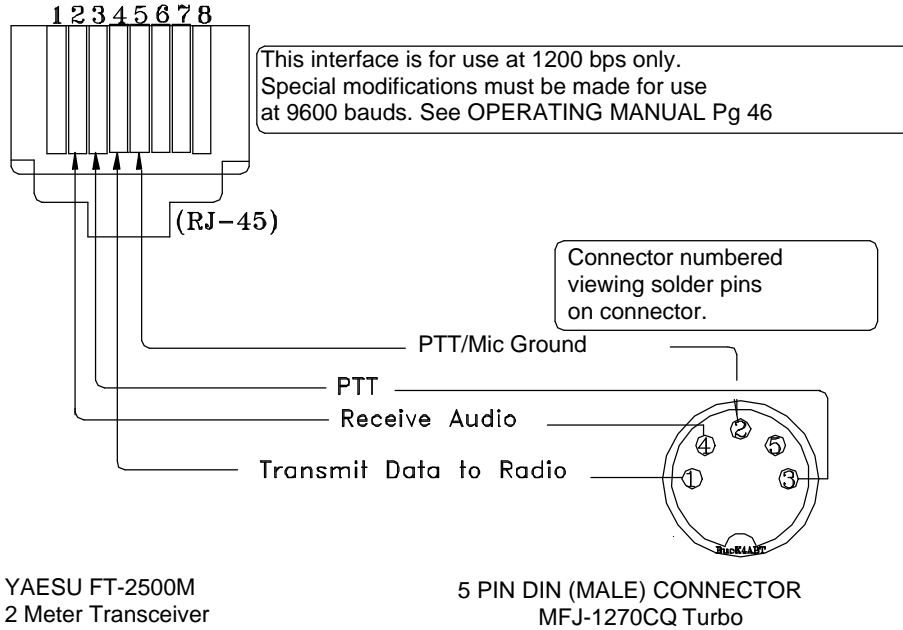 12345678
This interface is for use at 1200 bps only.
Special modifications must be made for use
at 9600 bauds. See OPERATING MANUAL Pg 46
(RJ-45)
Connector numbered
viewing solder pins
on connector.
PTT/Mic Ground
PTT
Receive Audio
Transmit Data to Radio
2
4
5
1
3
BucK4ABT
YAESU FT-2500M
2 Meter Transceiver
5 PIN DIN (MALE) CONNECTOR
MFJ-1270CQ Turbo